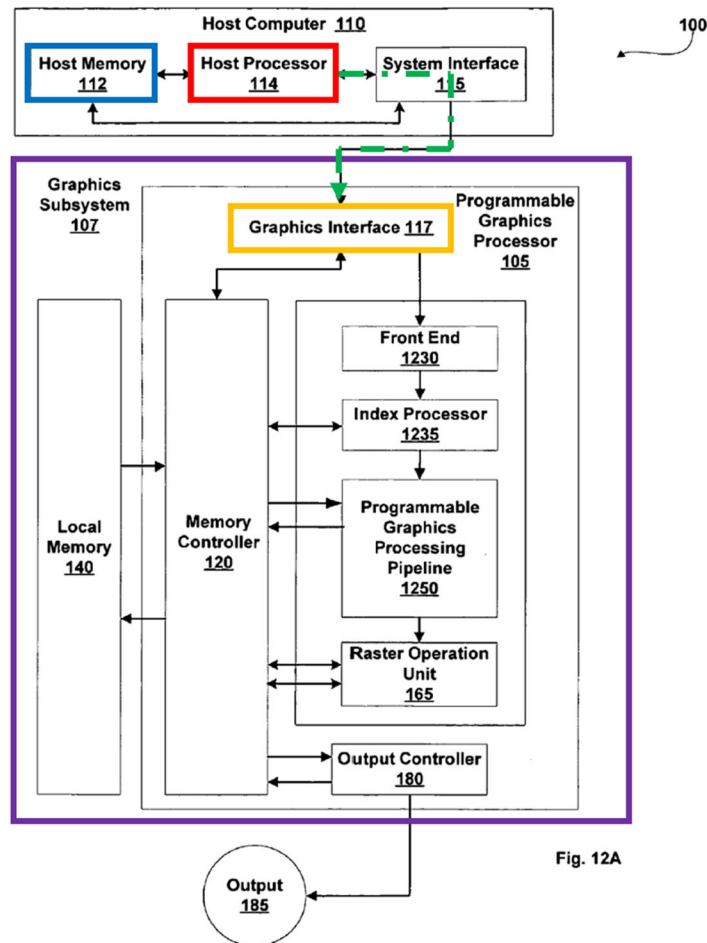 Host Computer 110
100
Host Memory
112
Host Processor
114
System Interface
115
Graphics
Subsystem
107
Programmable
Graphics
Processor
105
Graphics Interface 117
Front End
1230
Index Processor
1235
Programmable
Graphics
Processing
Pipeline
1250
Local
Memory
140
Memory
Controller
120
Raster Operation
Unit
165
Output Controller
180
Output
185
Fig. 12A